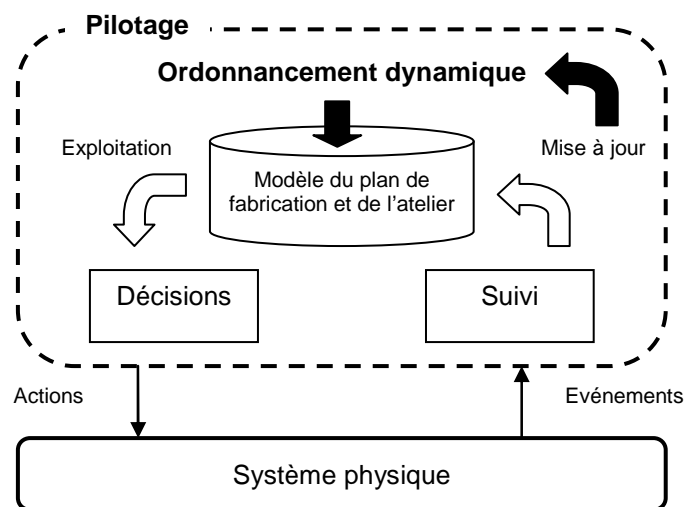 Pilotage
Ordonnancement dynamique
Exploitation
Mise à jour
Modèle du plan de
fabrication et de l'atelier
Décisions
Suivi
Actions
Evénements
Système physique